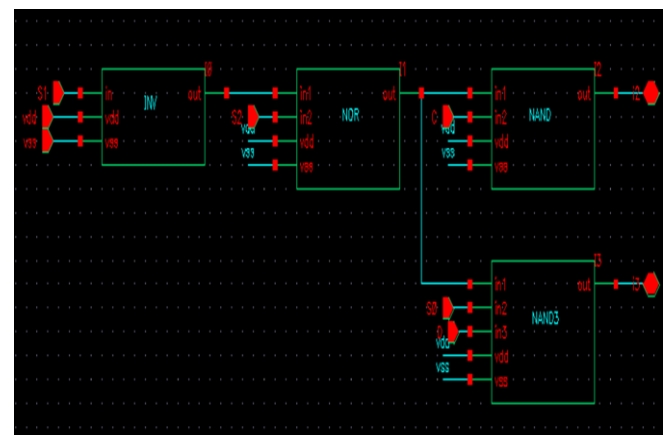 I0 I1 I2
S1 in INV out in1 NOR out in1 NAND out i2
vdd vdd S2 in2 C in2
vss vss vdd vdd vdd vdd
vss vss vss vss
I3
in1 out i3
S0 in2 NAND3
D in3
vdd vdd
vss vss